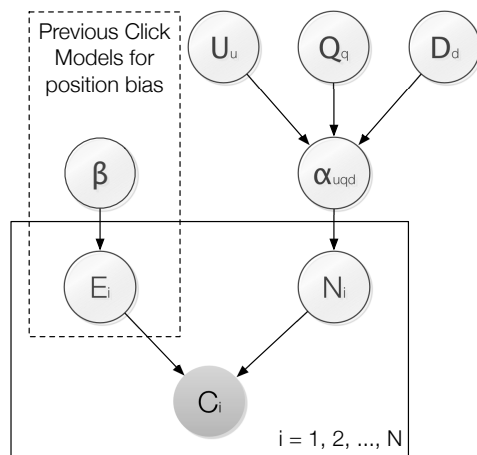 Previous Click
Models for
position bias
Uu
Qq
Dd
β
αuqd
Ei
Ni
Ci
i = 1, 2, ..., N